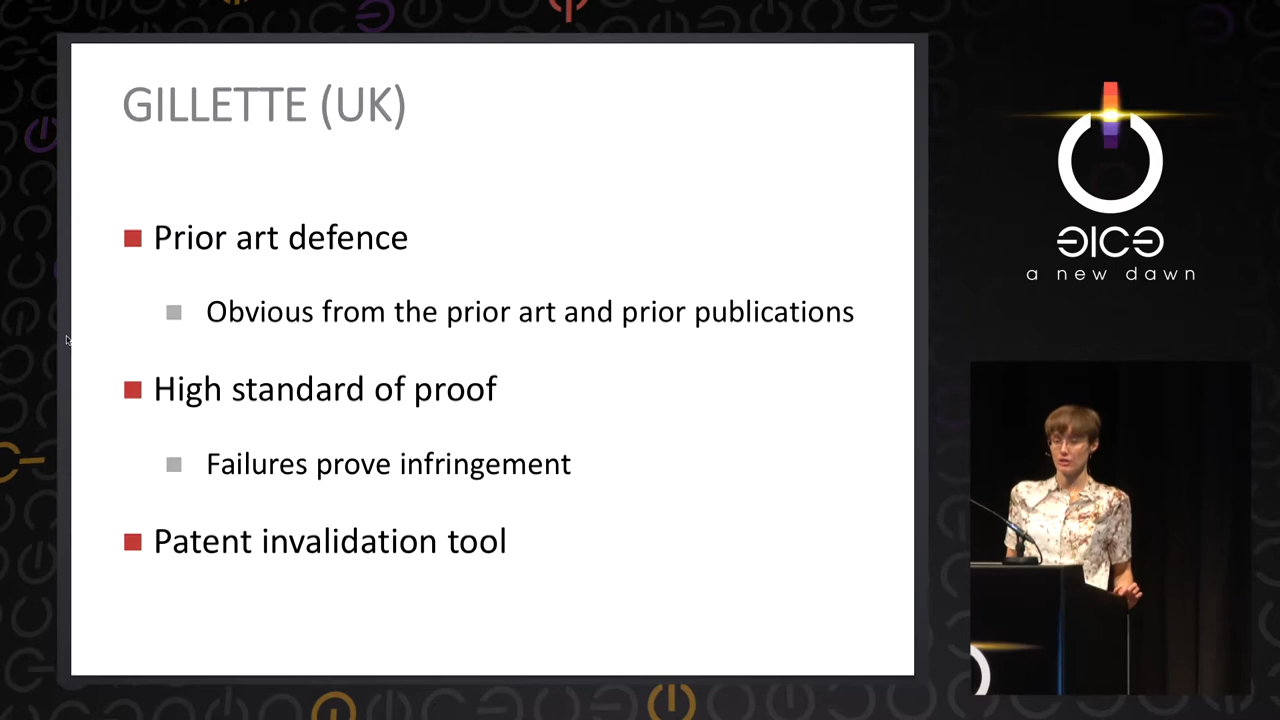 GILLETTE (UK)
Prior art defence
Obvious from the prior art and prior publications
High standard of proof
Failures prove infringement
Patent invalidation tool
ƎICƏ
a new dawn